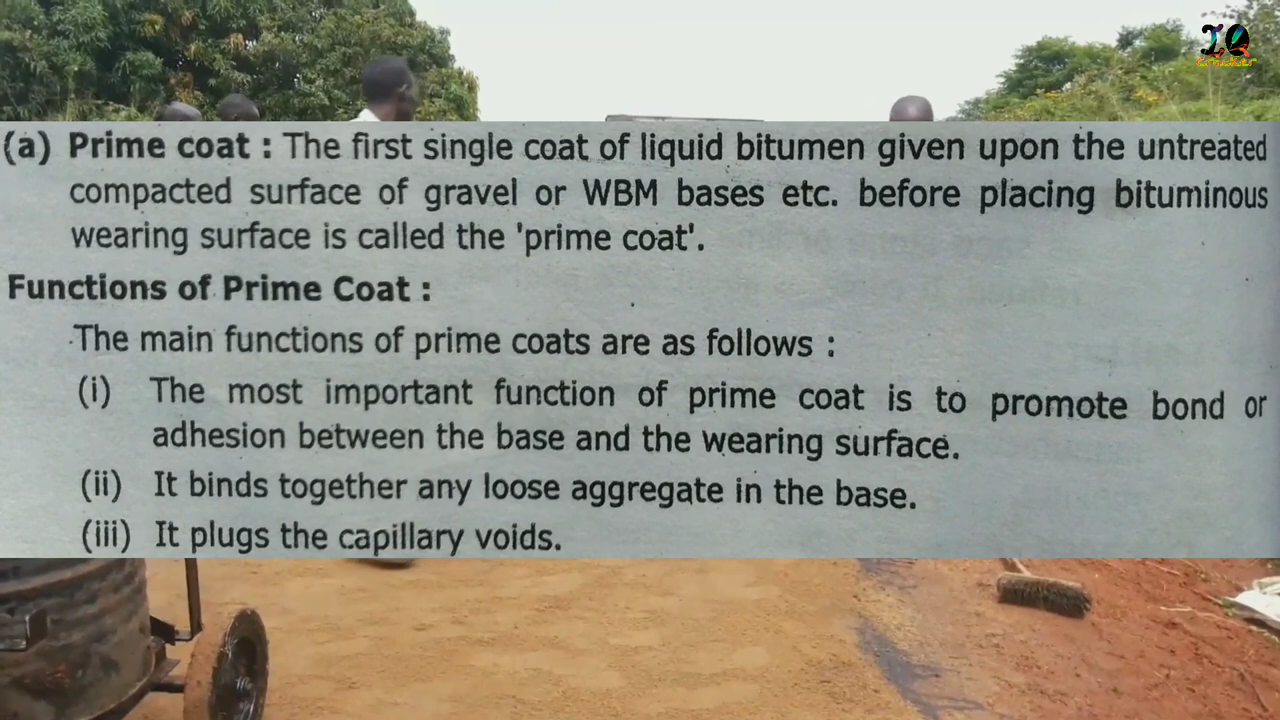 IQ
(a) Prime coat : The first single coat of liquid bitumen given upon the untreated
compacted surface of gravel or WBM bases etc. before placing bituminous
wearing surface is called the 'prime coat'.
Functions of Prime Coat :
The main functions of prime coats are as follows :
(i) The most important function of prime coat is to promote bond or
adhesion between the base and the wearing surface.
(ii) It binds together any loose aggregate in the base.
(iii) It plugs the capillary voids.